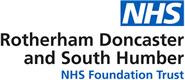 NHS
Rotherham Doncaster
and South Humber
NHS Foundation Trust